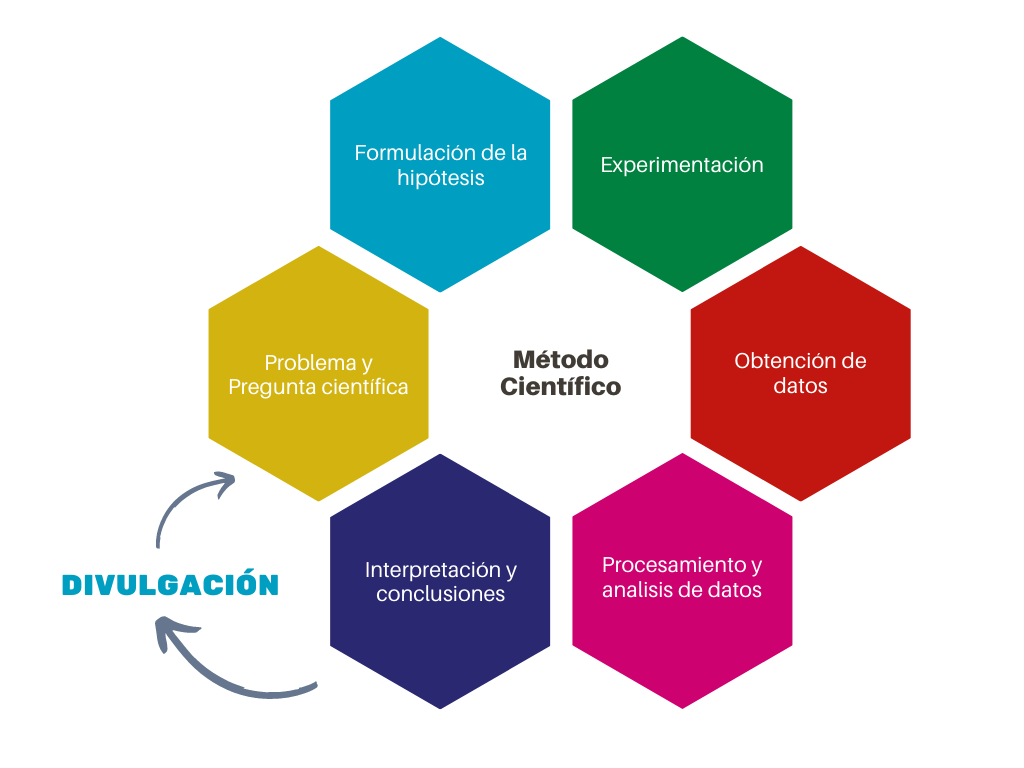 Formulación de la
hipótesis
Experimentación
Problema y
Pregunta científica
Método
Científico
Obtención de
datos
Interpretación y
conclusiones
Procesamiento y
analisis de datos
DIVULGACIÓN